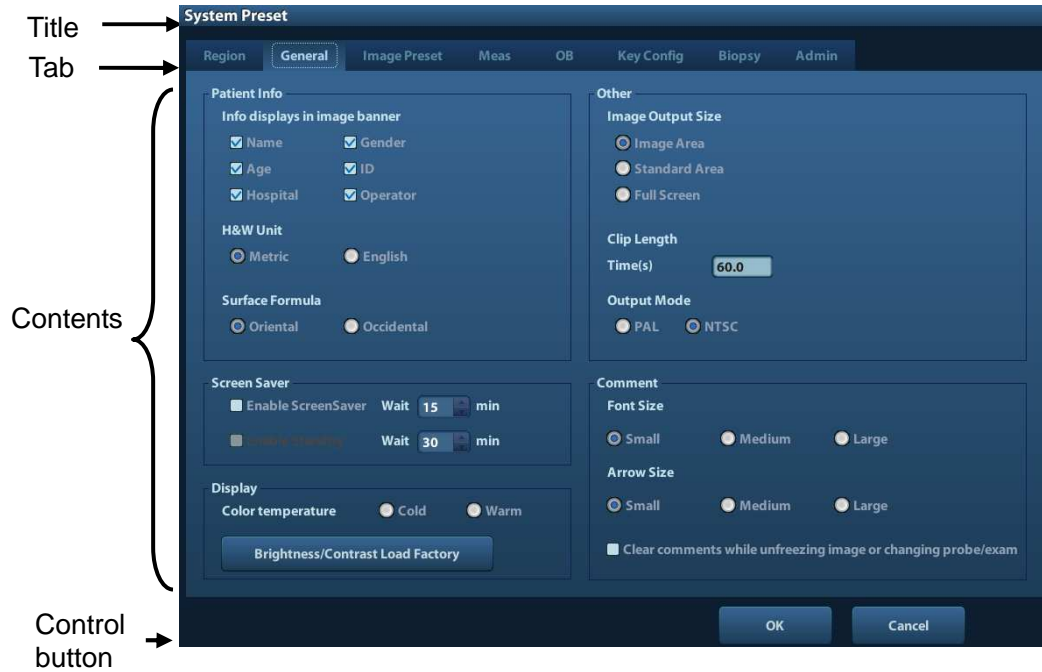 Title
System Preset
Tab
Region General Image Preset Meas OB Key Config Biopsy Admin
Contents
Patient Info
Info displays in image banner
Name Gender
Age ID
Hospital Operator
H&W Unit
Metric English
Surface Formula
Oriental Occidental
Screen Saver
Enable ScreenSaver Wait 15 min
Enable Standby Wait 30 min
Display
Color temperature Cold Warm
Brightness/Contrast Load Factory
Other
Image Output Size
Image Area
Standard Area
Full Screen
Clip Length
Time(s) 60.0
Output Mode
PAL NTSC
Comment
Font Size
Small Medium Large
Arrow Size
Small Medium Large
Clear comments while unfreezing image or changing probe/exam
Control
button
OK Cancel